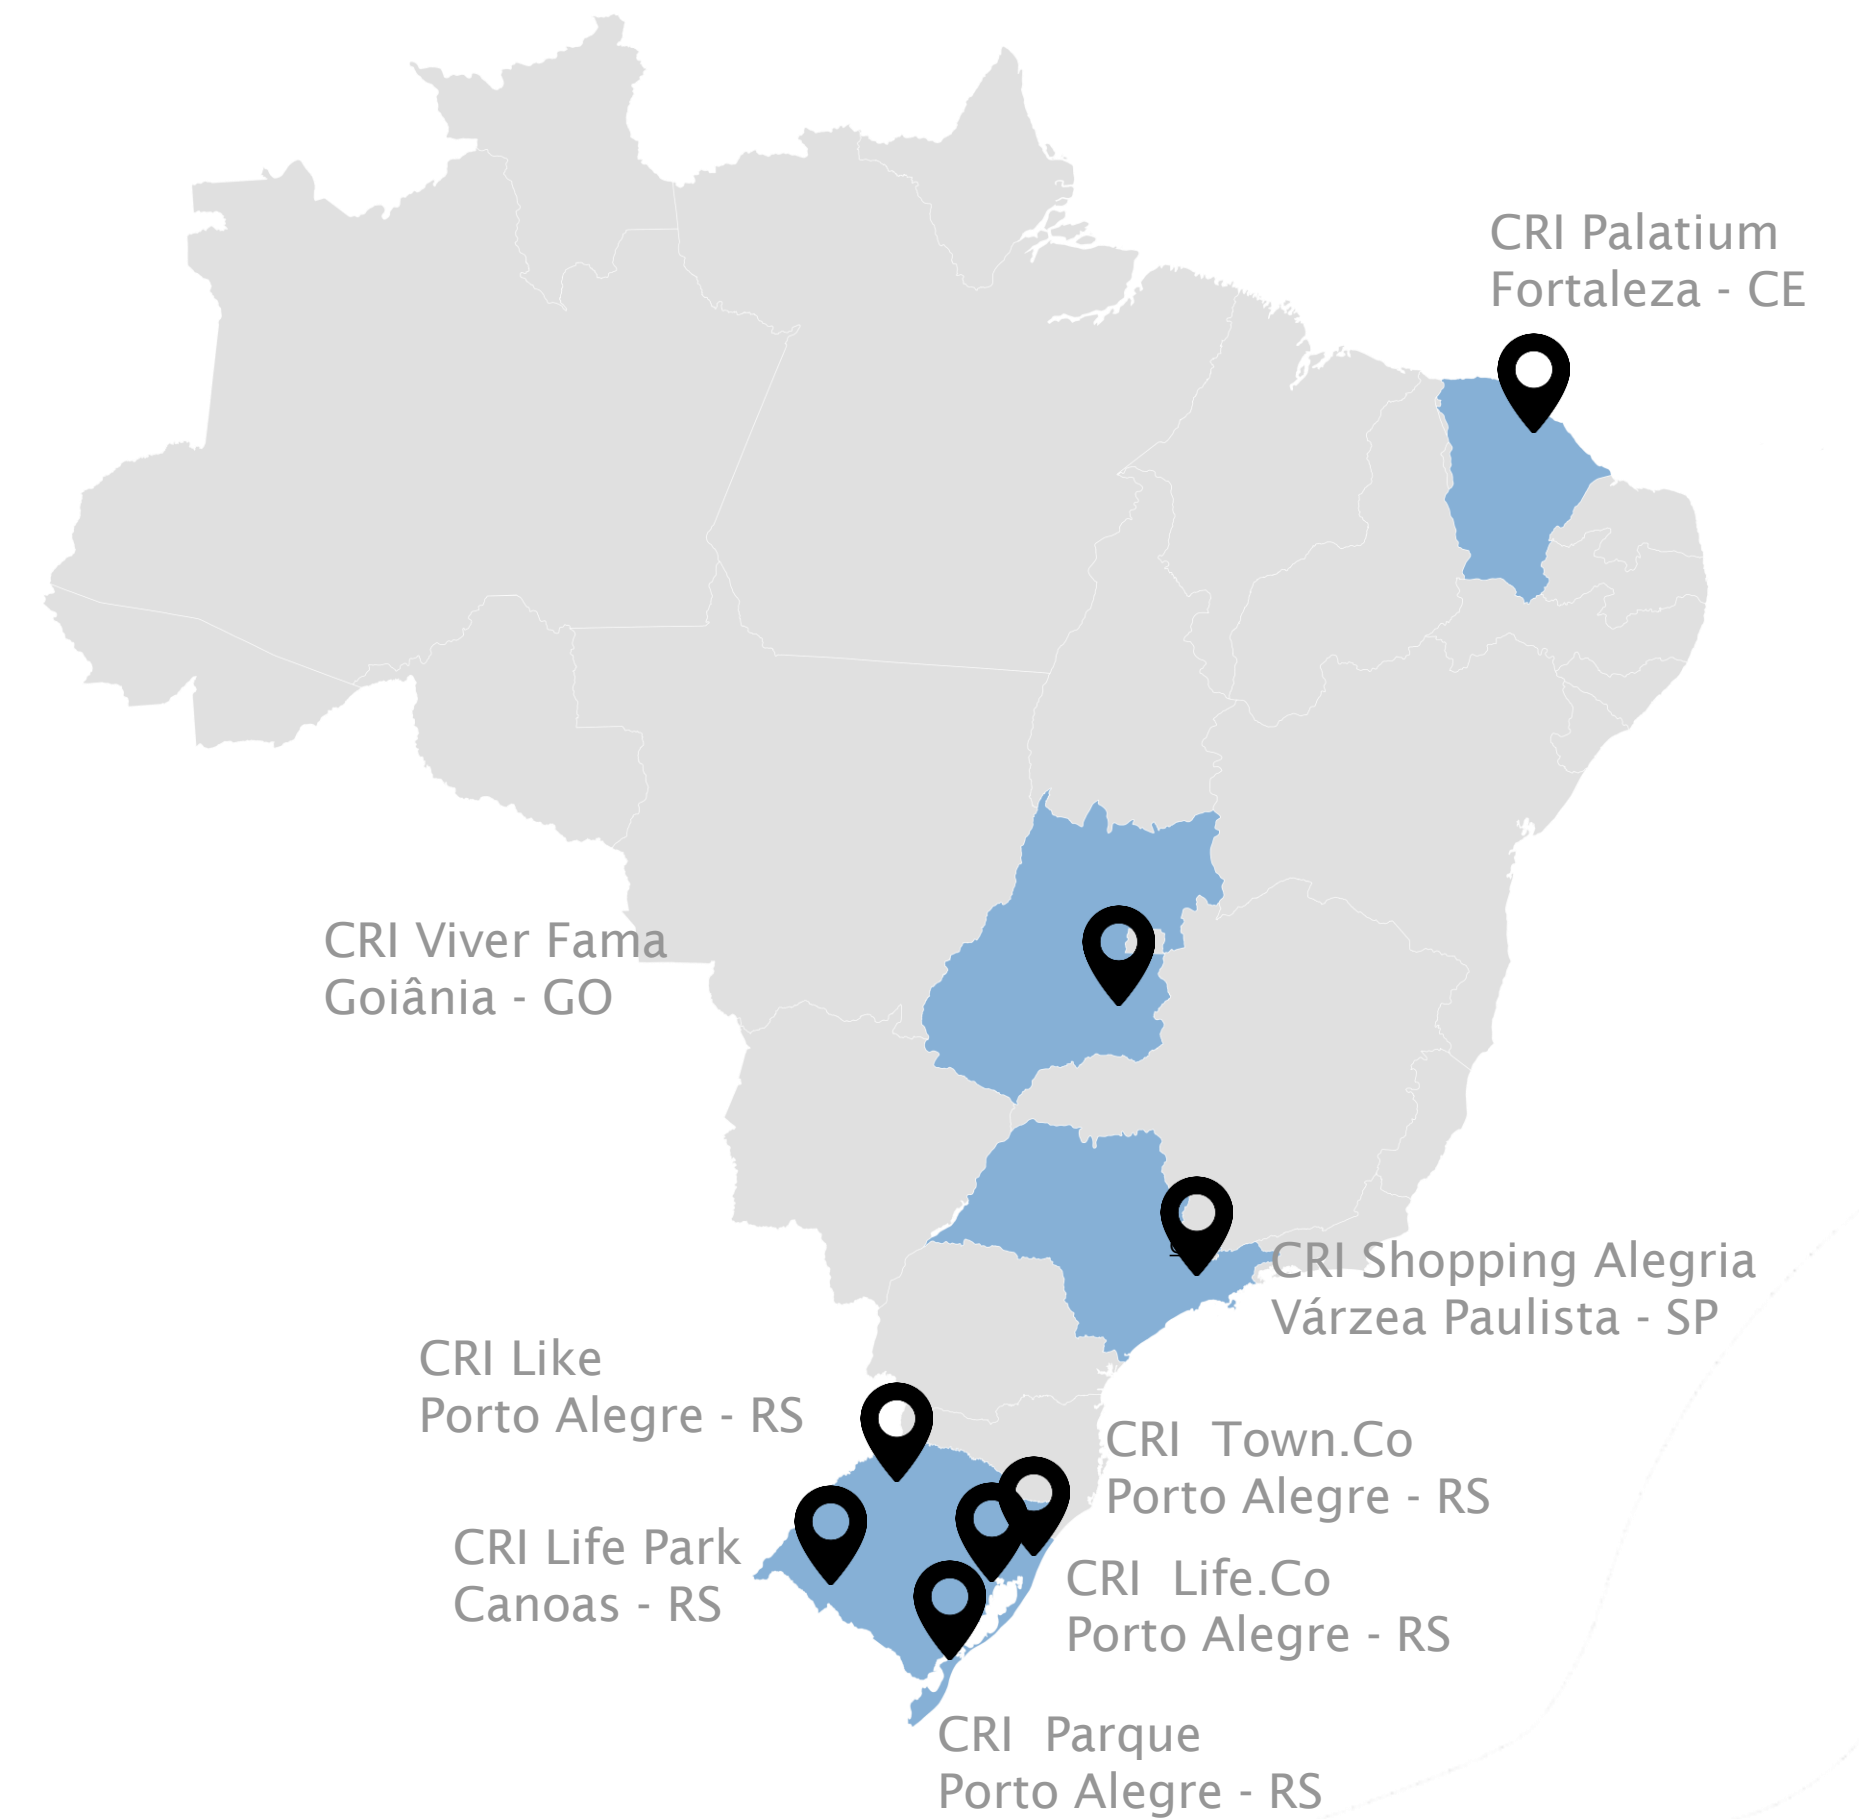 CRI Palatium
Fortaleza - CE
CRI Viver Fama
Goiânia - GO
CRI Shopping Alegria
Várzea Paulista - SP
CRI Like
Porto Alegre - RS
CRI Town.Co
Porto Alegre - RS
CRI Life Park
Canoas - RS
CRI Life.Co
Porto Alegre - RS
CRI Parque
Porto Alegre - RS